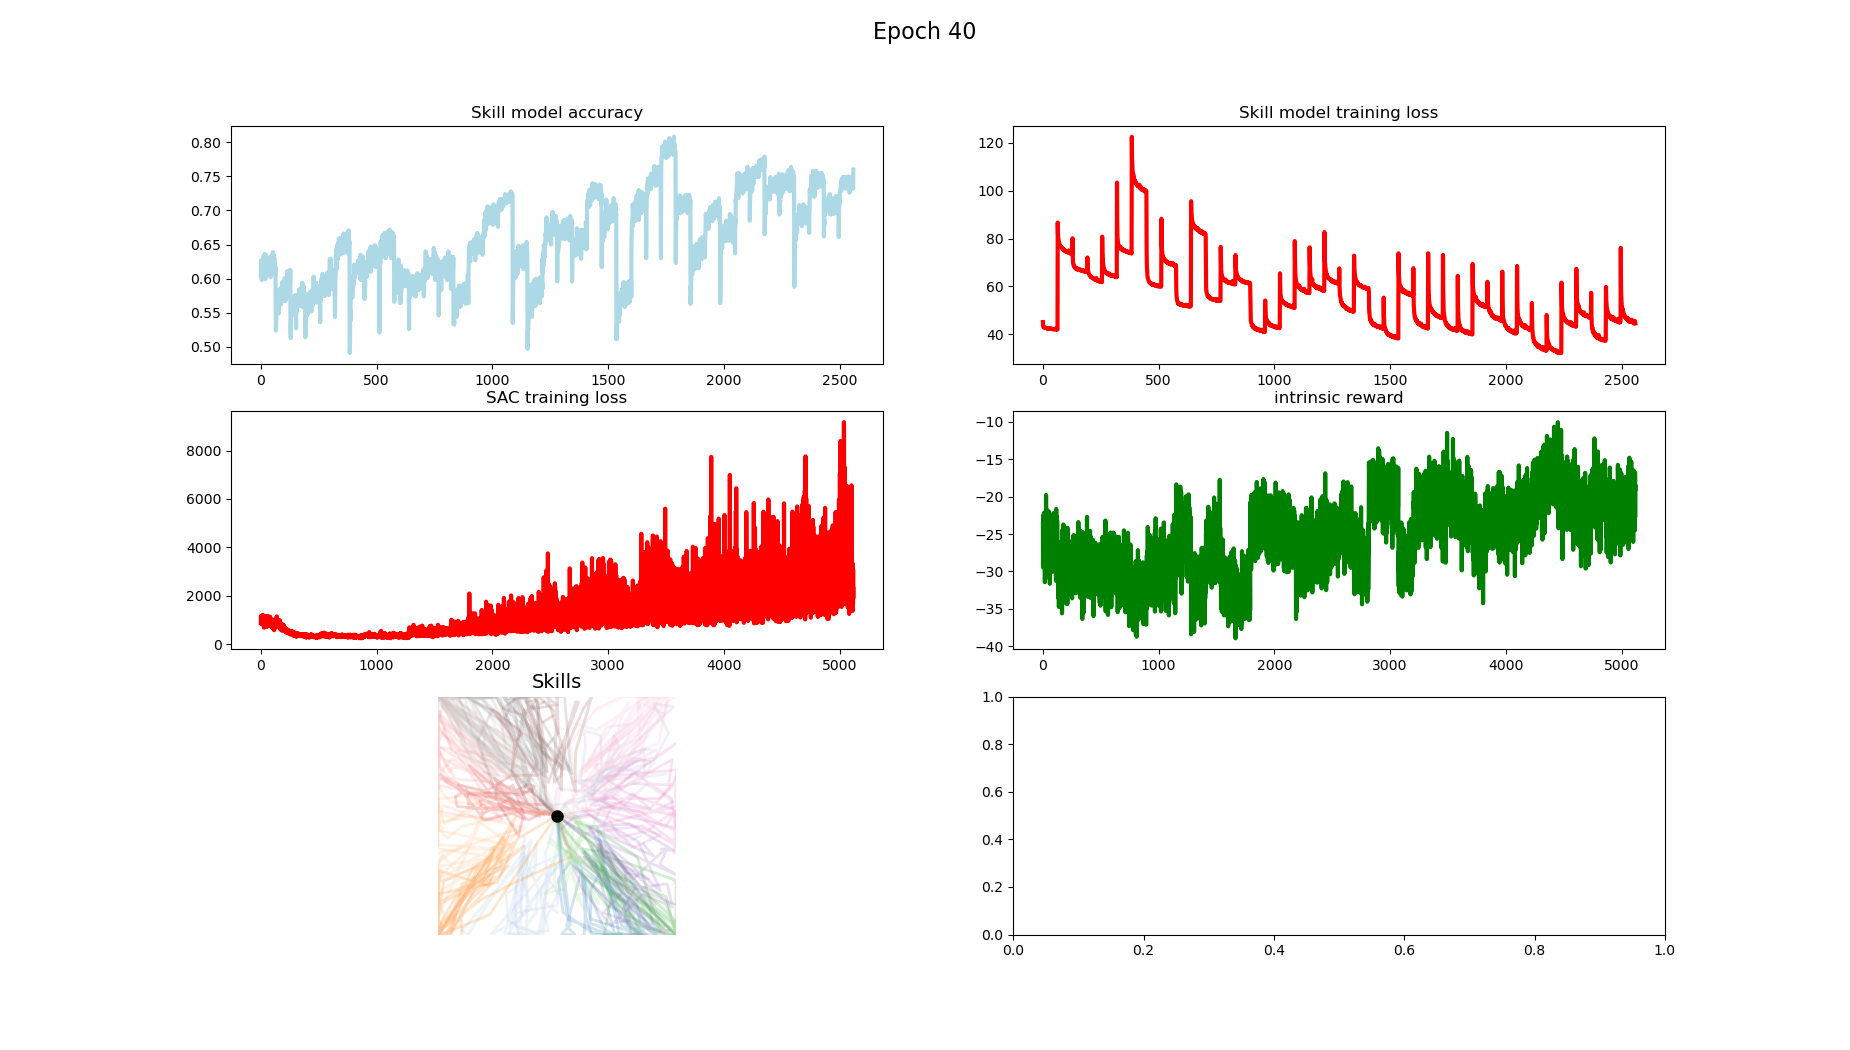 Epoch 40
Skill model accuracy
0.80
0.75
0.70
0.65
0.60
0.55
0.50
0 500 1000 1500 2000 2500
Skill model training loss
120
100
80
60
40
0 500 1000 1500 2000 2500
SAC training loss
8000
6000
4000
2000
0
0 1000 2000 3000 4000 5000
intrinsic reward
−10
−15
−20
−25
−30
−35
−40
0 1000 2000 3000 4000 5000
Skills
1.0
0.8
0.6
0.4
0.2
0.0
0.0 0.2 0.4 0.6 0.8 1.0